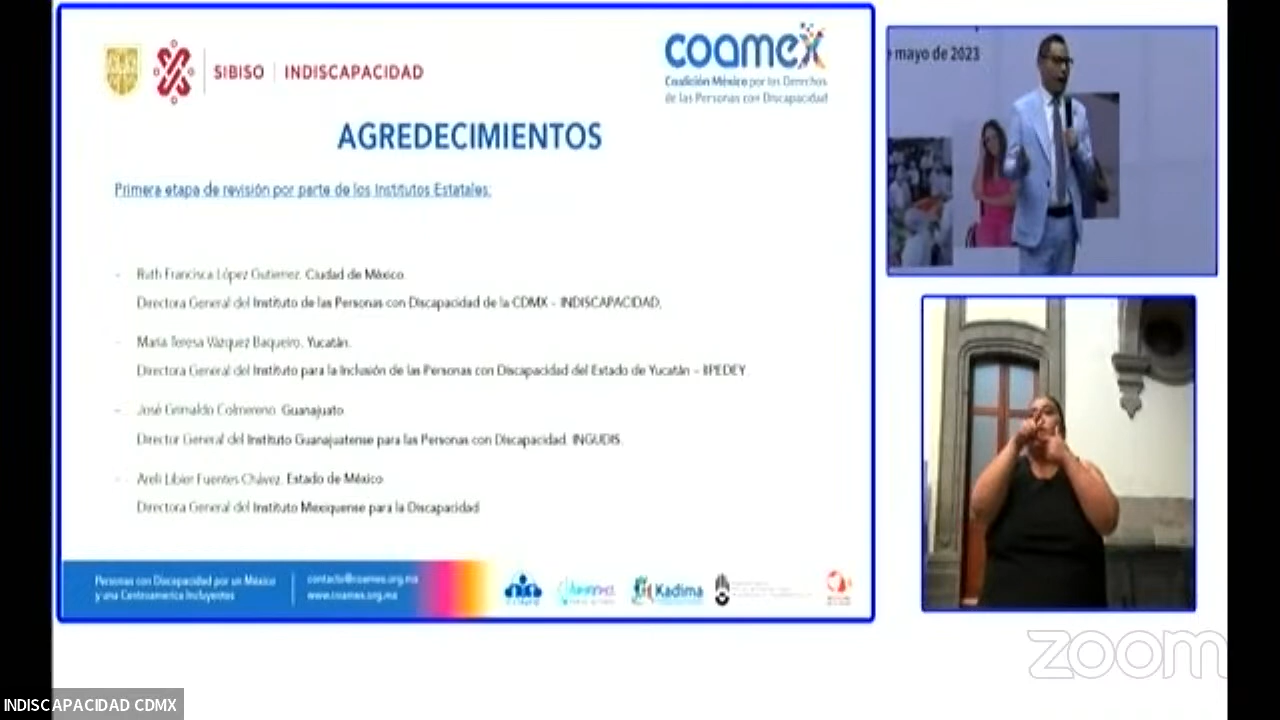 SIBISO | INDISCAPACIDAD
COAMEX
Coalición México por los Derechos
de las Personas con Discapacidad
AGREDECIMIENTOS
Primera etapa de revisión por parte de los Institutos Estatales:
- Ruth Francisca López Gutierrez. Ciudad de México
Directora General del Instituto de las Personas con Discapacidad de la CDMX – INDISCAPACIDAD.
- María Teresa Vázquez Baqueiro. Yucatán.
Directora General del Instituto para la Inclusión de las Personas con Discapacidad del Estado de Yucatán – IIPEDEY
- José Grimaldo Colmenero. Guanajuato
Director General del Instituto Guanajuatense para las Personas con Discapacidad. INGUDIS.
- Areli Libier Fuentes Chávez. Estado de México
Directora General del Instituto Mexiquense para la Discapacidad
Personas con Discapacidad por un México
y una Centroamerica Incluyentes
contacto@coamex.org.mx
www.coamex.org.mx
Kadima
e mayo de 2023
zoom
INDISCAPACIDAD CDMX